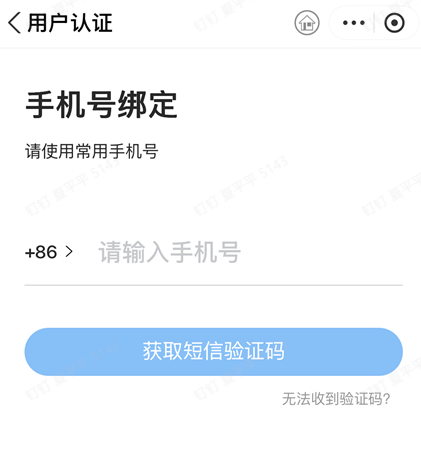 用户认证
手机号绑定
请使用常用手机号
+86
请输入手机号
获取短信验证码
无法收到验证码?